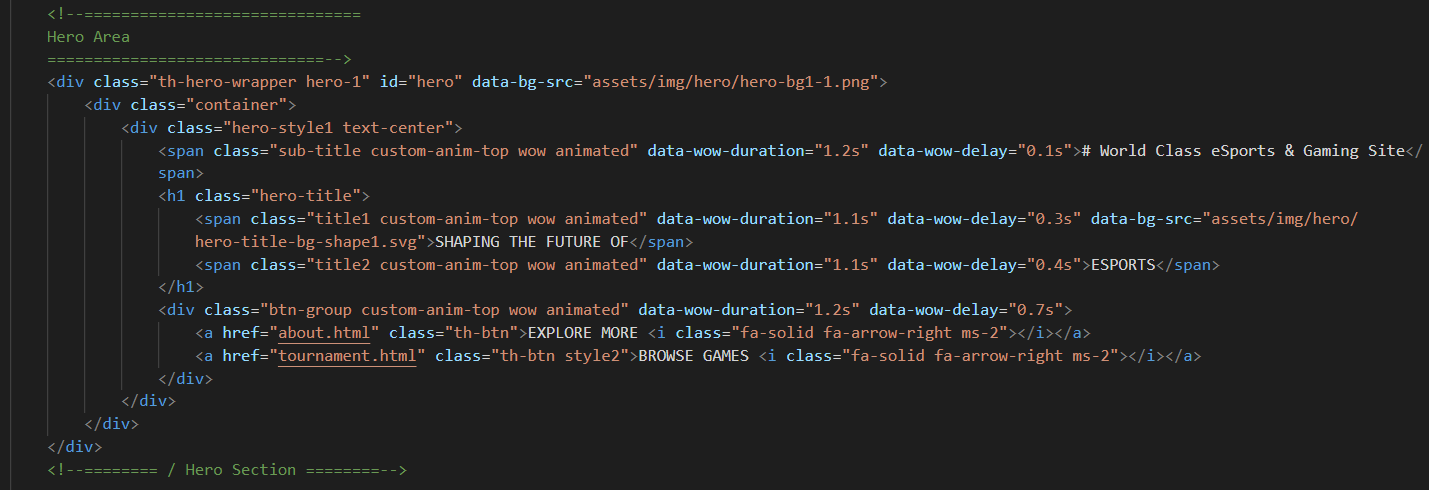 <!--==============================
Hero Area
==============================-->
<div class="th-hero-wrapper hero-1" id="hero" data-bg-src="assets/img/hero/hero-bg1-1.png">
<div class="container">
<div class="hero-style1 text-center">
<span class="sub-title custom-anim-top wow animated" data-wow-duration="1.2s" data-wow-delay="0.1s"># World Class eSports & Gaming Site</
span>
<h1 class="hero-title">
<span class="title1 custom-anim-top wow animated" data-wow-duration="1.1s" data-wow-delay="0.3s" data-bg-src="assets/img/hero/
hero-title-bg-shape1.svg">SHAPING THE FUTURE OF</span>
<span class="title2 custom-anim-top wow animated" data-wow-duration="1.1s" data-wow-delay="0.4s">ESPORTS</span>
</h1>
<div class="btn-group custom-anim-top wow animated" data-wow-duration="1.2s" data-wow-delay="0.7s">
<a href="about.html" class="th-btn">EXPLORE MORE <i class="fa-solid fa-arrow-right ms-2"></i></a>
<a href="tournament.html" class="th-btn style2">BROWSE GAMES <i class="fa-solid fa-arrow-right ms-2"></i></a>
</div>
</div>
</div>
</div>
<!--======== / Hero Section ========-->